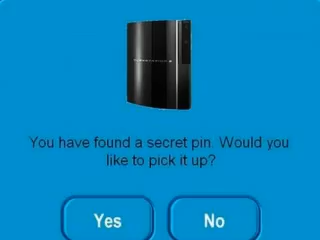 You have found a secret pin. Would you
like to pick it up?
Yes No